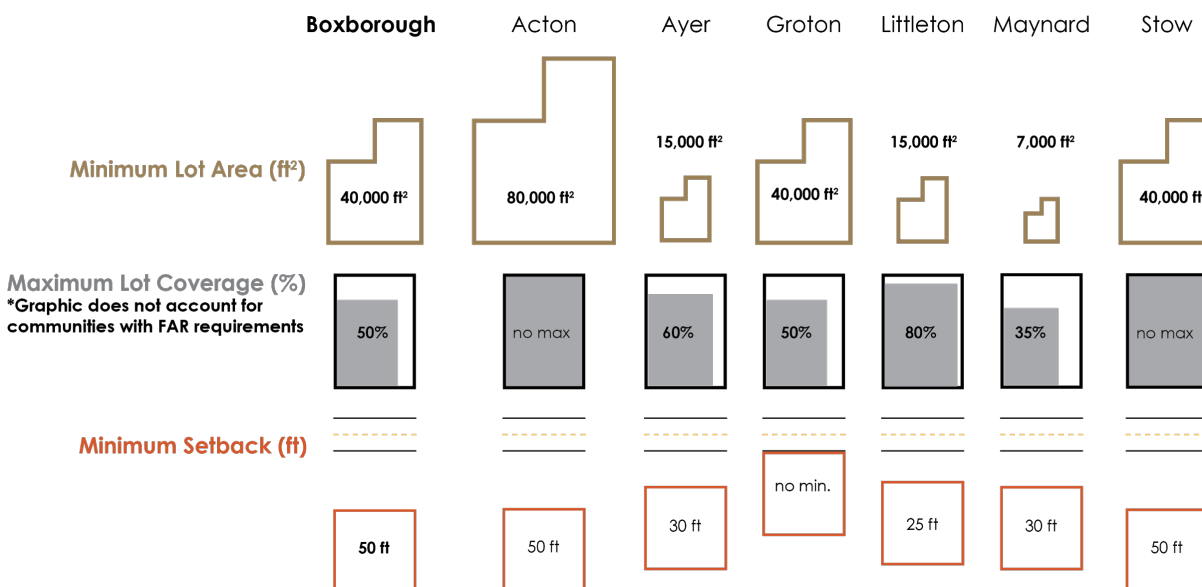 Boxborough Acton Ayer Groton Littleton Maynard Stow
15,000 ft² 15,000 ft² 7,000 ft²
Minimum Lot Area (ft²)
40,000 ft² 80,000 ft² 40,000 ft² 40,000 ft
Maximum Lot Coverage (%)
*Graphic does not account for
communities with FAR requirements
50% no max 60% 50% 80% 35% no max
Minimum Setback (ft)
no min.
50 ft 50 ft 30 ft 25 ft 30 ft 50 ft